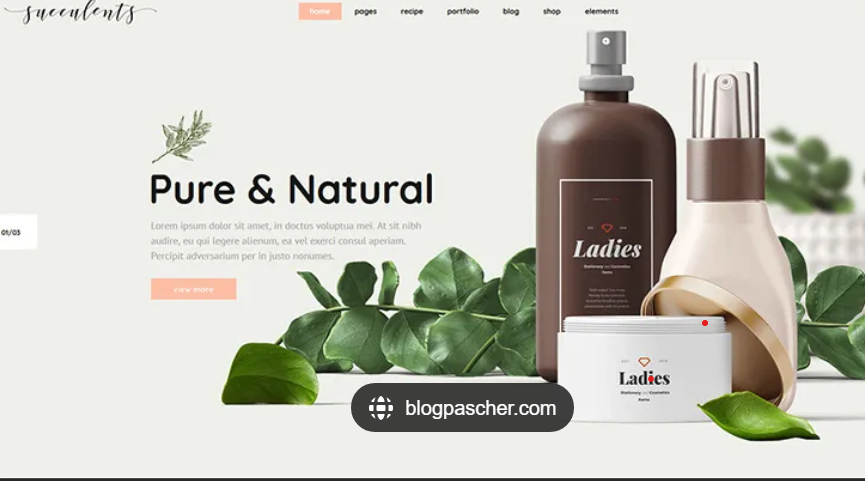 succulents
home pages recipe portfolio blog shop elements
Pure & Natural
Lorem ipsum dolor sit amet, in doctus voluptua mei. At sit nibh
audire, eu qui legere alienum, ea vel exerci consul aperiam.
Percipit adversarium per in justo nonumes.
01/03
view more
Ladies
Stationery and Cosmetics
Items
Ladies
Stationery and Cosmetics
Items
blogpascher.com